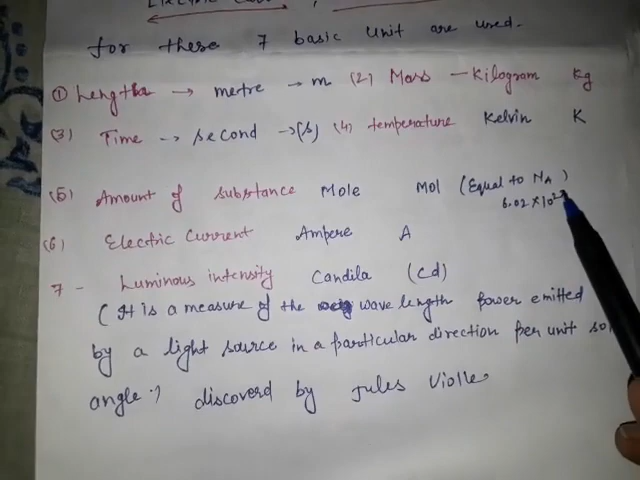 for these 7 basic unit are used.
① Length → metre → m (2) Mass — Kilogram Kg
(3) Time → second → (s) (4) temperature Kelvin K
(5) Amount of substance Mole Mol (Equal to NA)
6.02 × 10
(6) Electric Current Ampere A
7 - Luminous intensity Candila (cd)
( It is a measure of the wave length power emitted
by a light source in a particular direction per unit
angle.) discoverd by Jules Violle